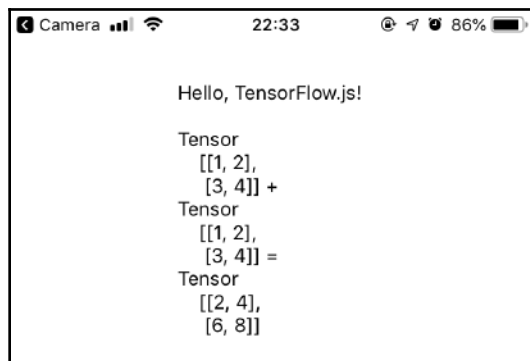 Camera 22:33 86%
Hello, TensorFlow.js!
Tensor
[[1, 2],
[3, 4]] +
Tensor
[[1, 2],
[3, 4]] =
Tensor
[[2, 4],
[6, 8]]